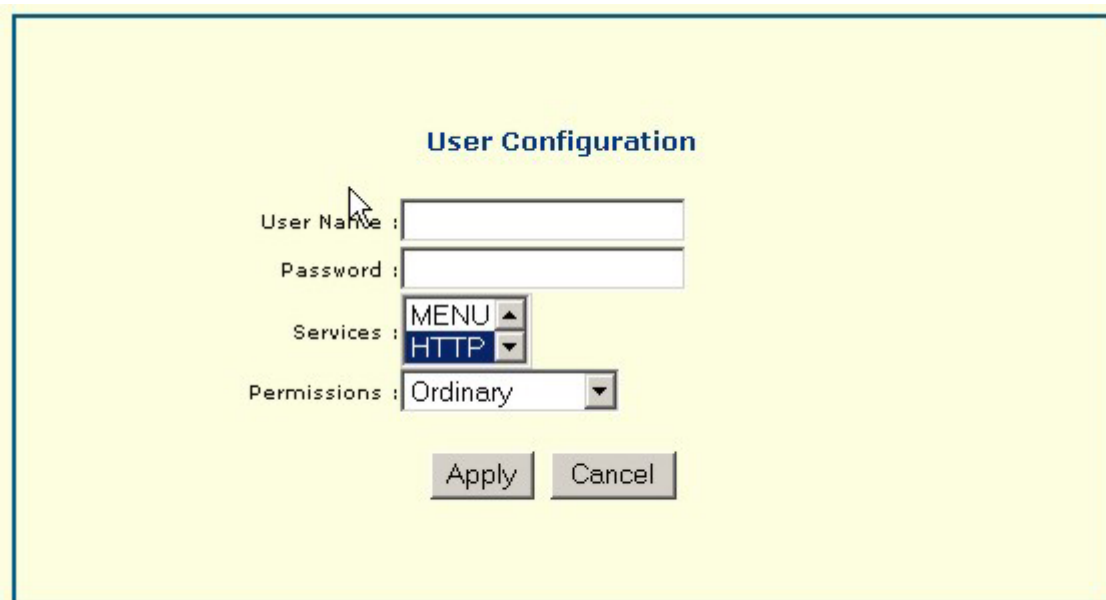 User Configuration
User Name :
Password :
Services :
MENU
HTTP
Permissions : Ordinary
Apply Cancel